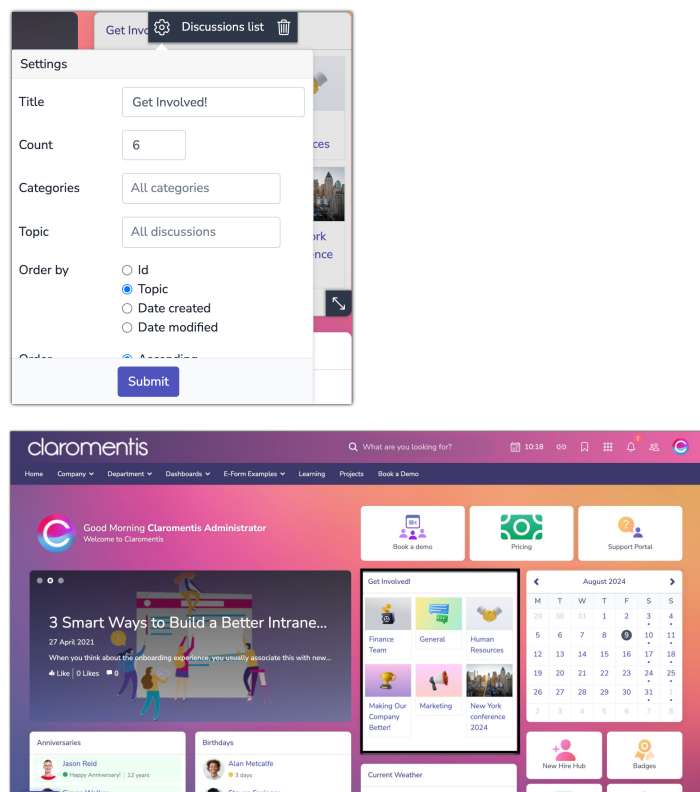 Get Invo
Discussions list
Settings
Title
Get Involved!
Count
6
ces
Categories
All categories
Topic
All discussions
ork
nce
Order by
Id
Topic
Date created
Date modified
Order
Ascending
Submit
claromentis
What are you looking for?
10:18
Home Company Department Dashboards E-Form Examples Learning Projects Book a Demo
Good Morning Claromentis Administrator
Welcome to Claromentis
Book a demo
Pricing
Support Portal
3 Smart Ways to Build a Better Intrane...
27 April 2021
When you think about the onboarding experience, you usually associate this with new...
Like 0 Likes 0
Get Involved!
Finance Team
General
Human Resources
Making Our Company Better!
Marketing
New York conference 2024
August 2024
M T W T F S S
29 30 31 1 2 3 4
5 6 7 8 9 10 11
12 13 14 15 16 17 18
19 20 21 22 23 24 25
26 27 28 29 30 31 1
2 3 4 5 6 7 8
Anniversaries
Jason Reid
Happy Anniversary! 12 years
Birthdays
Alan Metcalfe
3 days
Current Weather
New Hire Hub
Badges